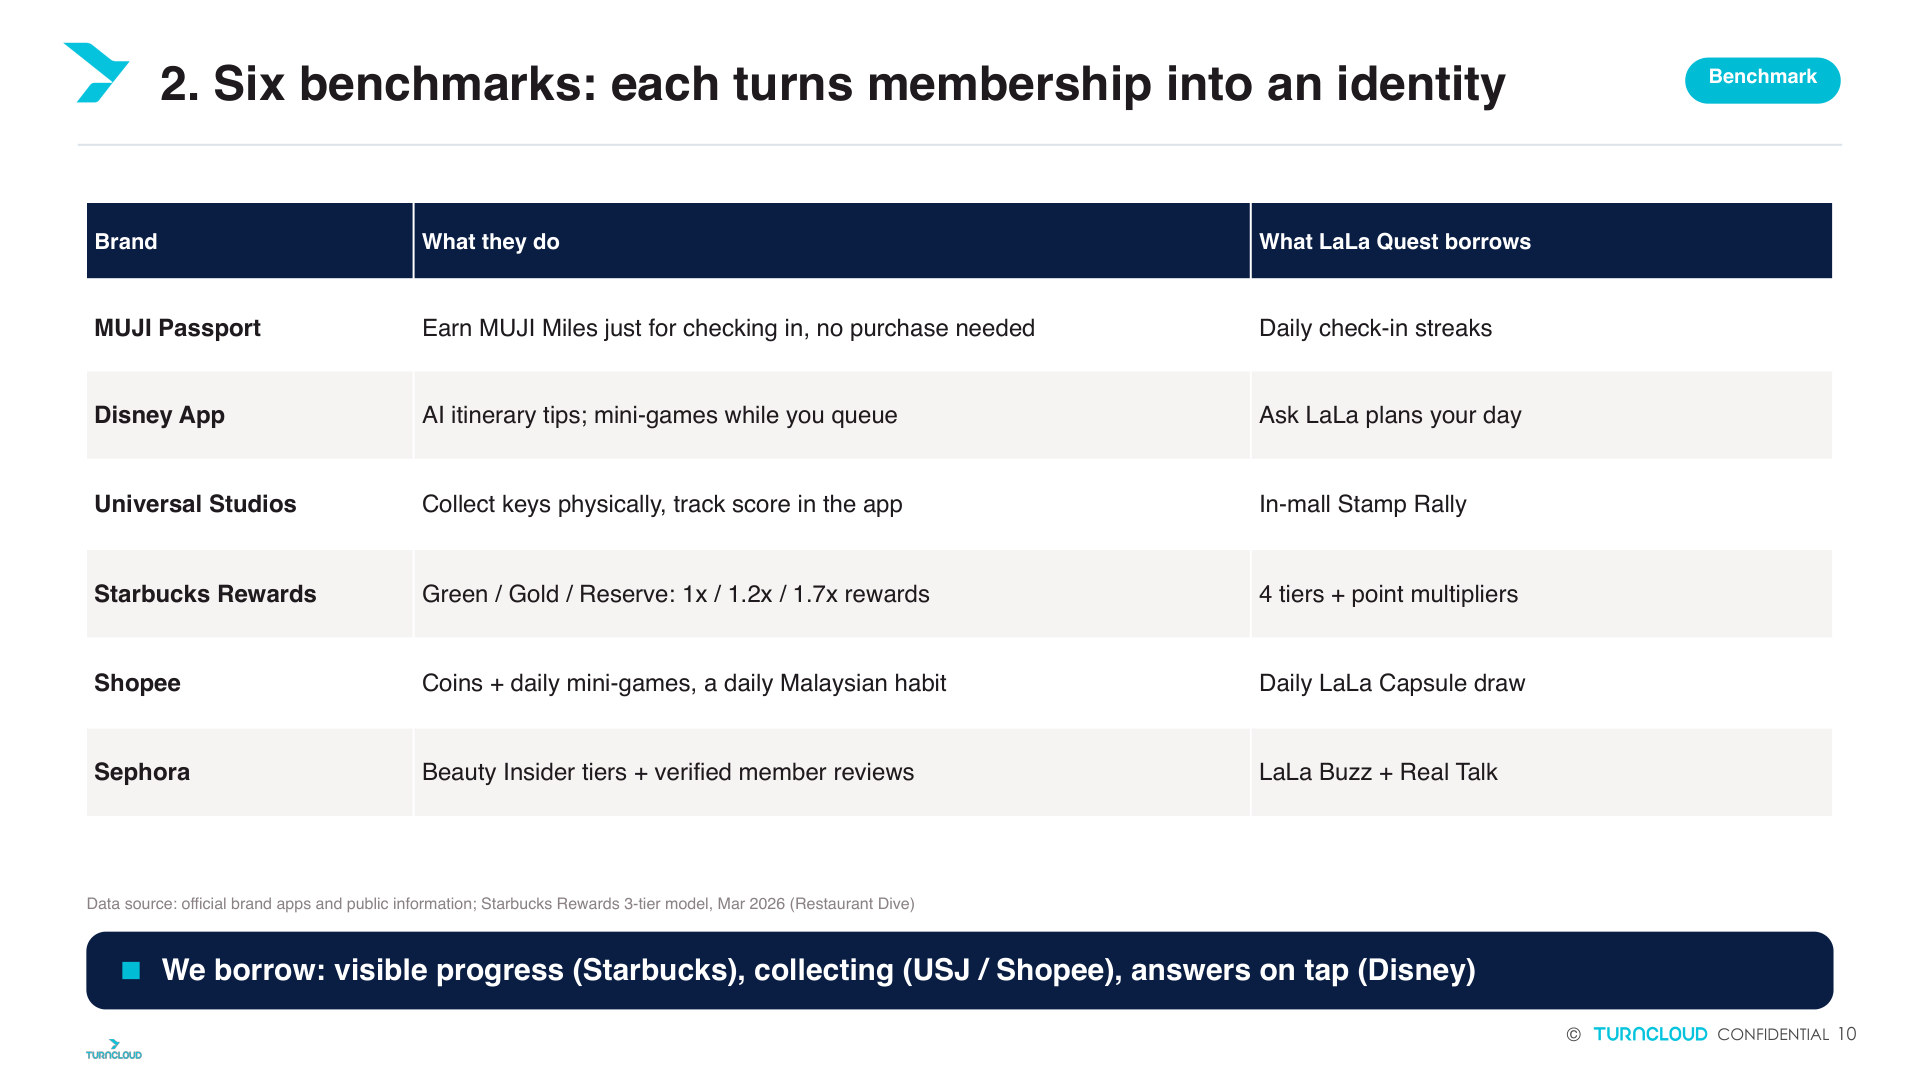 2. Six benchmarks: each turns membership into an identity
Benchmark
Brand
What they do
What LaLa Quest borrows
MUJI Passport
Earn MUJI Miles just for checking in, no purchase needed
Daily check-in streaks
Disney App
AI itinerary tips; mini-games while you queue
Ask LaLa plans your day
Universal Studios
Collect keys physically, track score in the app
In-mall Stamp Rally
Starbucks Rewards
Green / Gold / Reserve: 1x / 1.2x / 1.7x rewards
4 tiers + point multipliers
Shopee
Coins + daily mini-games, a daily Malaysian habit
Daily LaLa Capsule draw
Sephora
Beauty Insider tiers + verified member reviews
LaLa Buzz + Real Talk
Data source: official brand apps and public information; Starbucks Rewards 3-tier model, Mar 2026 (Restaurant Dive)
We borrow: visible progress (Starbucks), collecting (USJ / Shopee), answers on tap (Disney)
TURNCLOUD
© TURNCLOUD CONFIDENTIAL 10